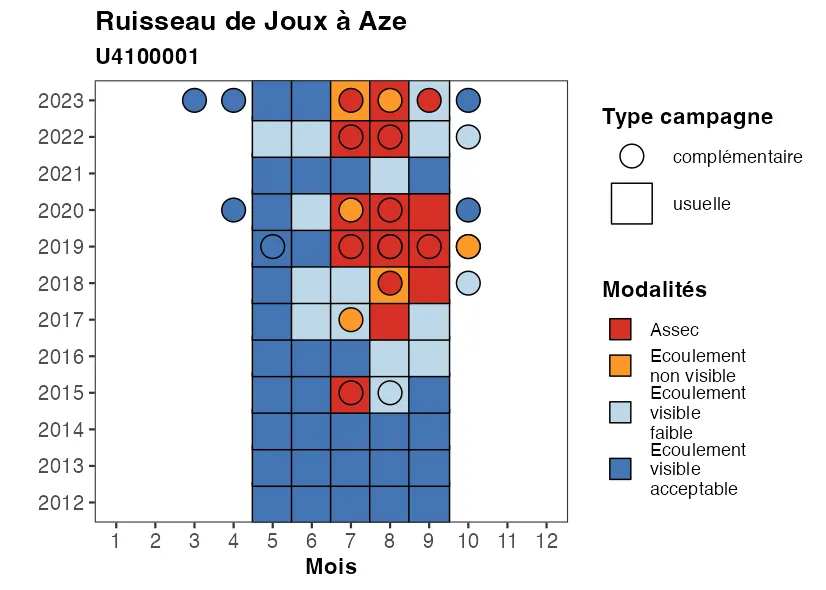 Ruisseau de Joux à Aze
U4100001
2023
2022
2021
2020
2019
2018
2017
2016
2015
2014
2013
2012
1 2 3 4 5 6 7 8 9 10 11 12
Mois
Type campagne
complémentaire
usuelle
Modalités
Assec
Ecoulement
non visible
Ecoulement
visible
faible
Ecoulement
visible
acceptable